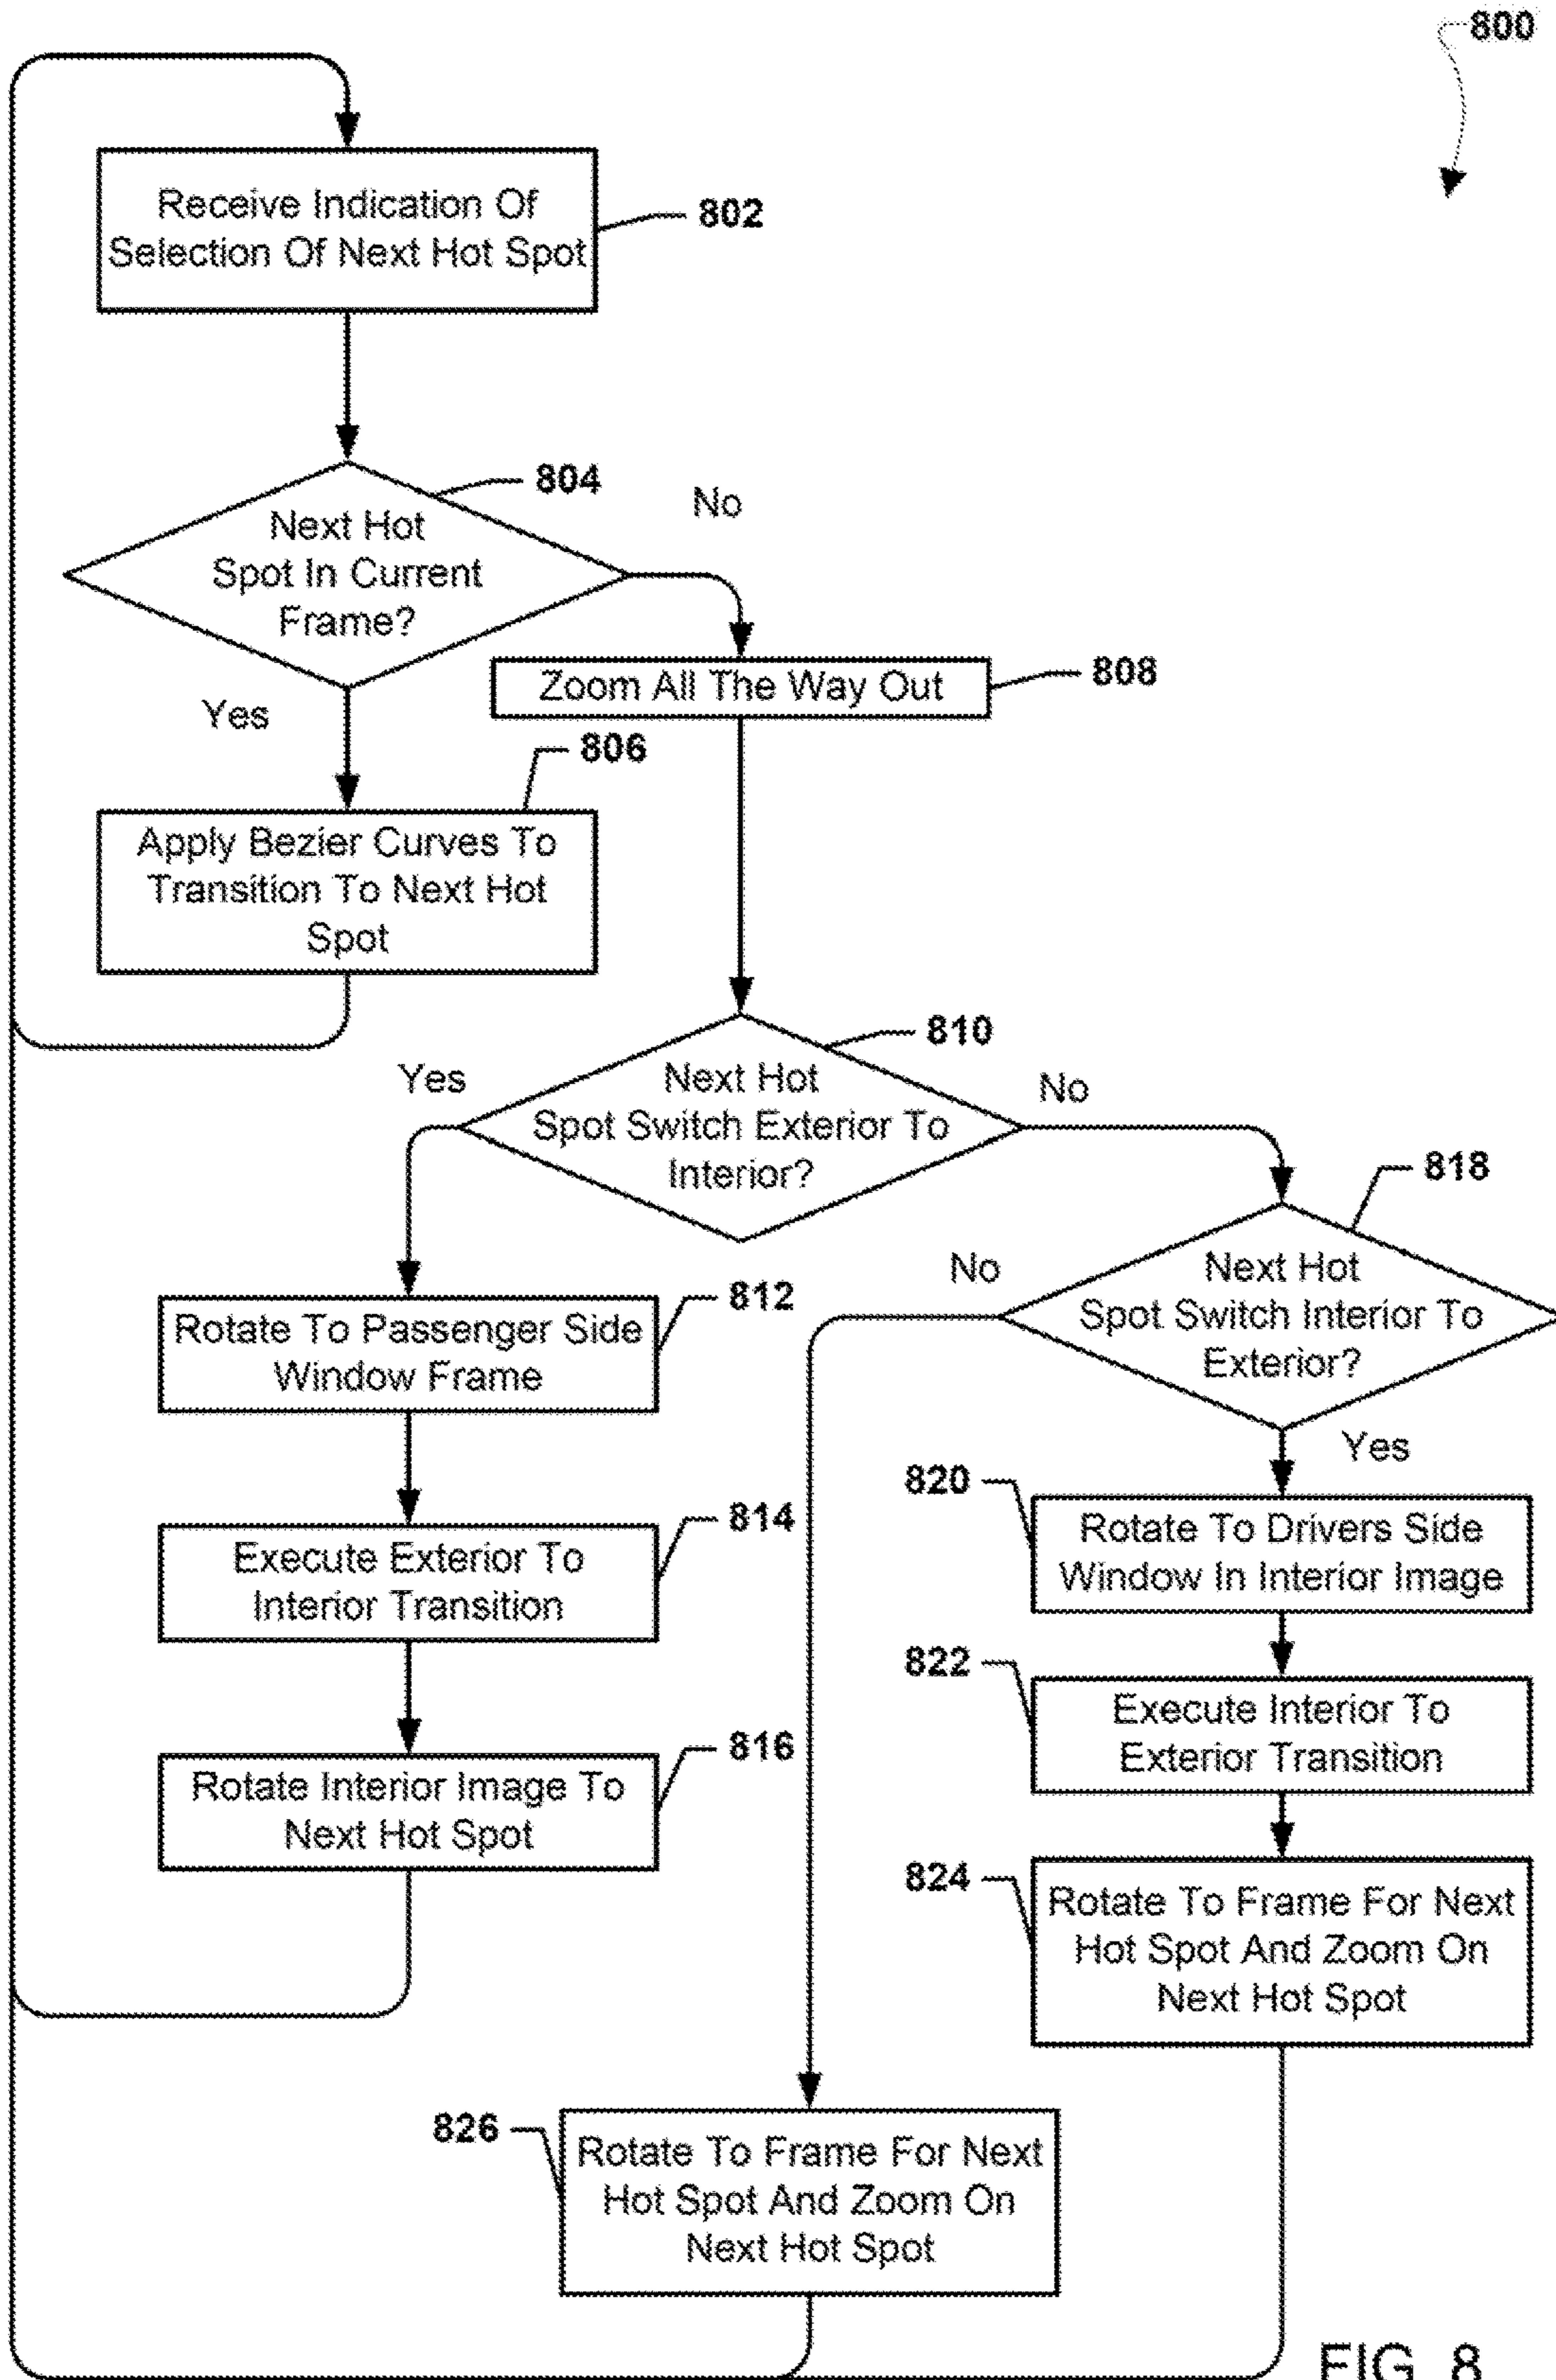 800
Receive Indication Of
Selection Of Next Hot Spot
802
804
Next Hot
Spot In Current
Frame?
No
Yes
Zoom All The Way Out
808
806
Apply Bezier Curves To
Transition To Next Hot
Spot
810
Next Hot
Spot Switch Exterior To
Interior?
Yes
No
818
Next Hot
Spot Switch Interior To
Exterior?
No
Yes
812
Rotate To Passenger Side
Window Frame
814
Execute Exterior To
Interior Transition
816
Rotate Interior Image To
Next Hot Spot
820
Rotate To Drivers Side
Window In Interior Image
822
Execute Interior To
Exterior Transition
824
Rotate To Frame For Next
Hot Spot And Zoom On
Next Hot Spot
826
Rotate To Frame For Next
Hot Spot And Zoom On
Next Hot Spot
FIG. 8